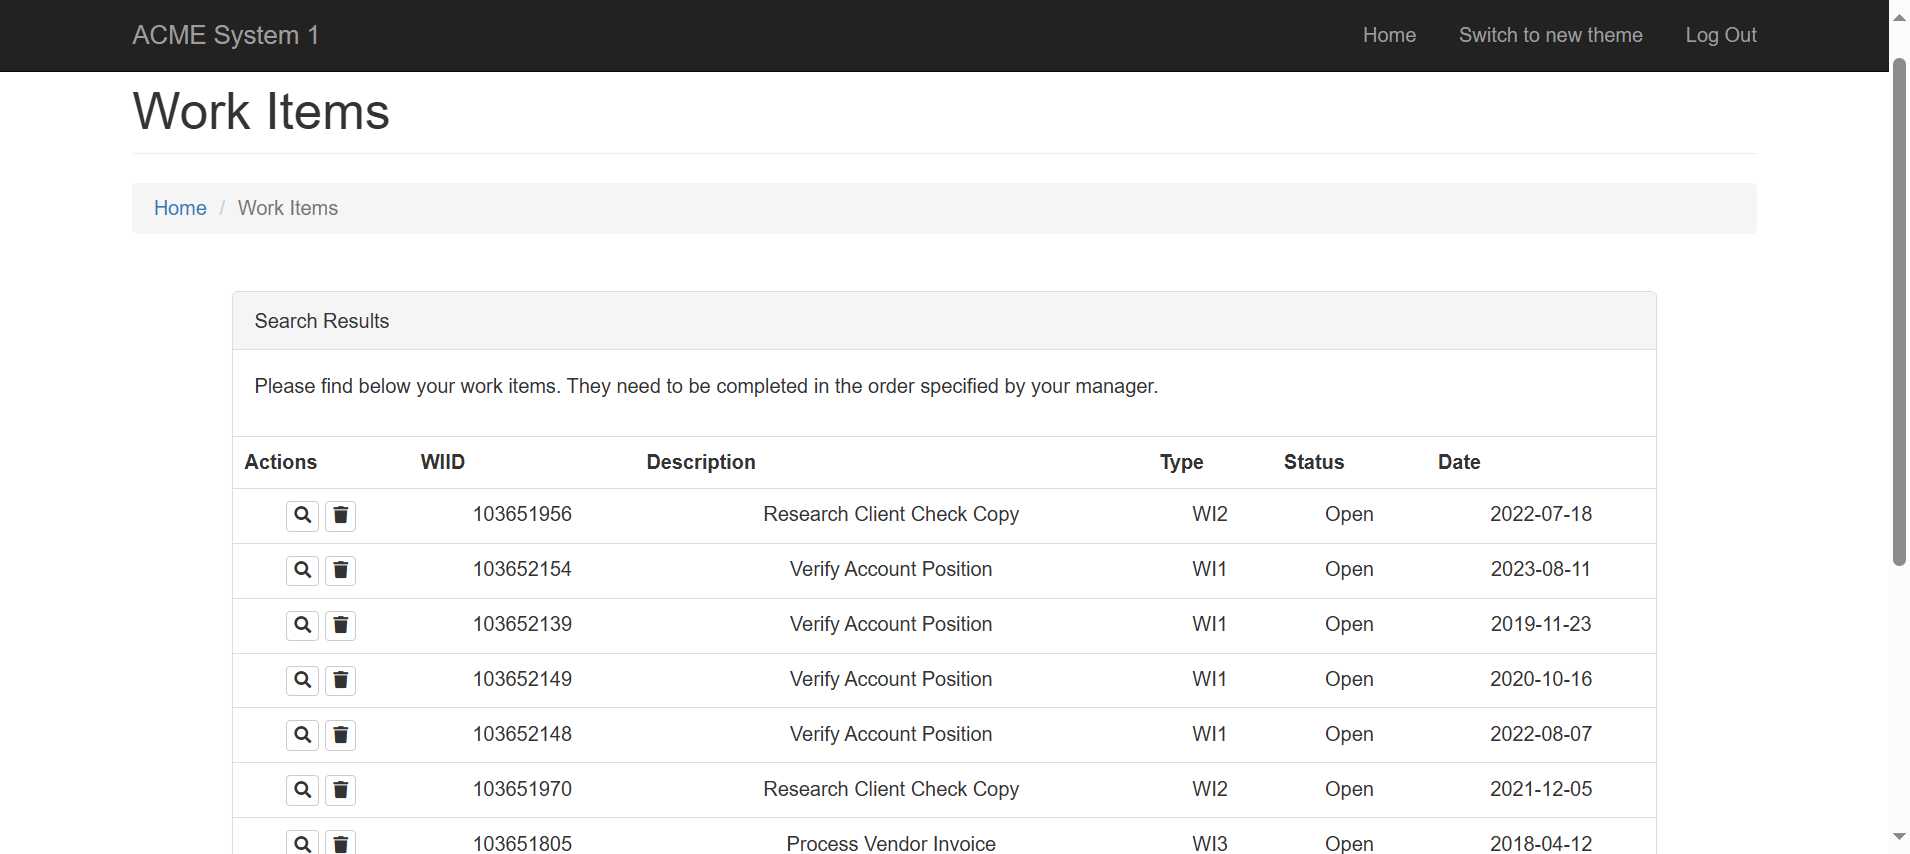 ACME System 1 Home Switch to new theme Log Out
Work Items
Home / Work Items
Search Results
Please find below your work items. They need to be completed in the order specified by your manager.
Actions WIID Description Type Status Date
103651956 Research Client Check Copy WI2 Open 2022-07-18
103652154 Verify Account Position WI1 Open 2023-08-11
103652139 Verify Account Position WI1 Open 2019-11-23
103652149 Verify Account Position WI1 Open 2020-10-16
103652148 Verify Account Position WI1 Open 2022-08-07
103651970 Research Client Check Copy WI2 Open 2021-12-05
103651805 Process Vendor Invoice WI3 Open 2018-04-12